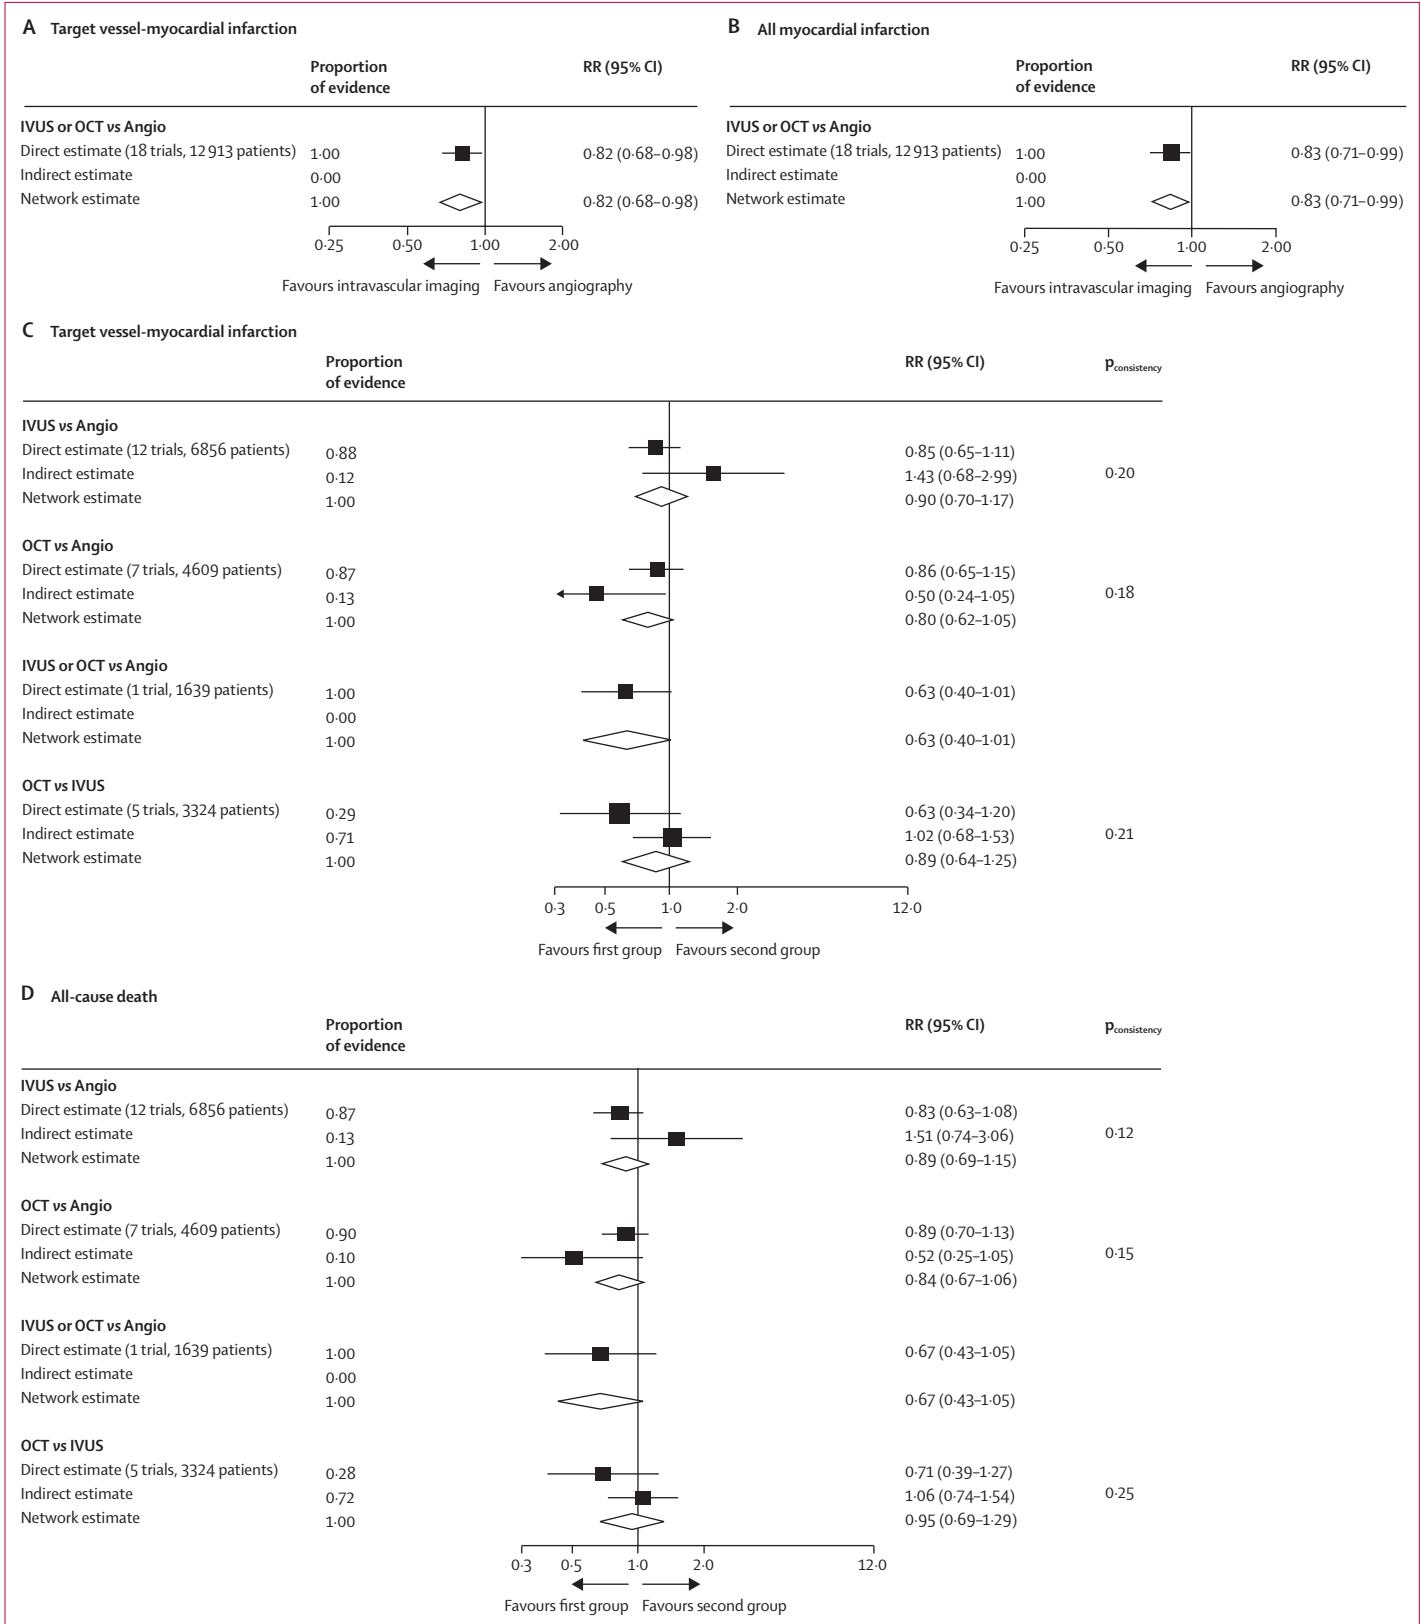 A Target vessel-myocardial infarction
Proportion of evidence RR (95% CI)
IVUS or OCT vs Angio
Direct estimate (18 trials, 12 913 patients) 1·00 0·82 (0·68–0·98)
Indirect estimate 0·00
Network estimate 1·00 0·82 (0·68–0·98)
0·25 0·50 1·00 2·00
Favours intravascular imaging Favours angiography
B All myocardial infarction
Proportion of evidence RR (95% CI)
IVUS or OCT vs Angio
Direct estimate (18 trials, 12 913 patients) 1·00 0·83 (0·71–0·99)
Indirect estimate 0·00
Network estimate 1·00 0·83 (0·71–0·99)
0·25 0·50 1·00 2·00
Favours intravascular imaging Favours angiography
C Target vessel-myocardial infarction
Proportion of evidence RR (95% CI) pconsistency
IVUS vs Angio
Direct estimate (12 trials, 6856 patients) 0·88 0·85 (0·65–1·11)
Indirect estimate 0·12 1·43 (0·68–2·99) 0·20
Network estimate 1·00 0·90 (0·70–1·17)
OCT vs Angio
Direct estimate (7 trials, 4609 patients) 0·87 0·86 (0·65–1·15)
Indirect estimate 0·13 0·50 (0·24–1·05) 0·18
Network estimate 1·00 0·80 (0·62–1·05)
IVUS or OCT vs Angio
Direct estimate (1 trial, 1639 patients) 1·00 0·63 (0·40–1·01)
Indirect estimate 0·00
Network estimate 1·00 0·63 (0·40–1·01)
OCT vs IVUS
Direct estimate (5 trials, 3324 patients) 0·29 0·63 (0·34–1·20)
Indirect estimate 0·71 1·02 (0·68–1·53) 0·21
Network estimate 1·00 0·89 (0·64–1·25)
0·3 0·5 1·0 2·0 12·0
Favours first group Favours second group
D All-cause death
Proportion of evidence RR (95% CI) pconsistency
IVUS vs Angio
Direct estimate (12 trials, 6856 patients) 0·87 0·83 (0·63–1·08)
Indirect estimate 0·13 1·51 (0·74–3·06) 0·12
Network estimate 1·00 0·89 (0·69–1·15)
OCT vs Angio
Direct estimate (7 trials, 4609 patients) 0·90 0·89 (0·70–1·13)
Indirect estimate 0·10 0·52 (0·25–1·05) 0·15
Network estimate 1·00 0·84 (0·67–1·06)
IVUS or OCT vs Angio
Direct estimate (1 trial, 1639 patients) 1·00 0·67 (0·43–1·05)
Indirect estimate 0·00
Network estimate 1·00 0·67 (0·43–1·05)
OCT vs IVUS
Direct estimate (5 trials, 3324 patients) 0·28 0·71 (0·39–1·27)
Indirect estimate 0·72 1·06 (0·74–1·54) 0·25
Network estimate 1·00 0·95 (0·69–1·29)
0·3 0·5 1·0 2·0 12·0
Favours first group Favours second group